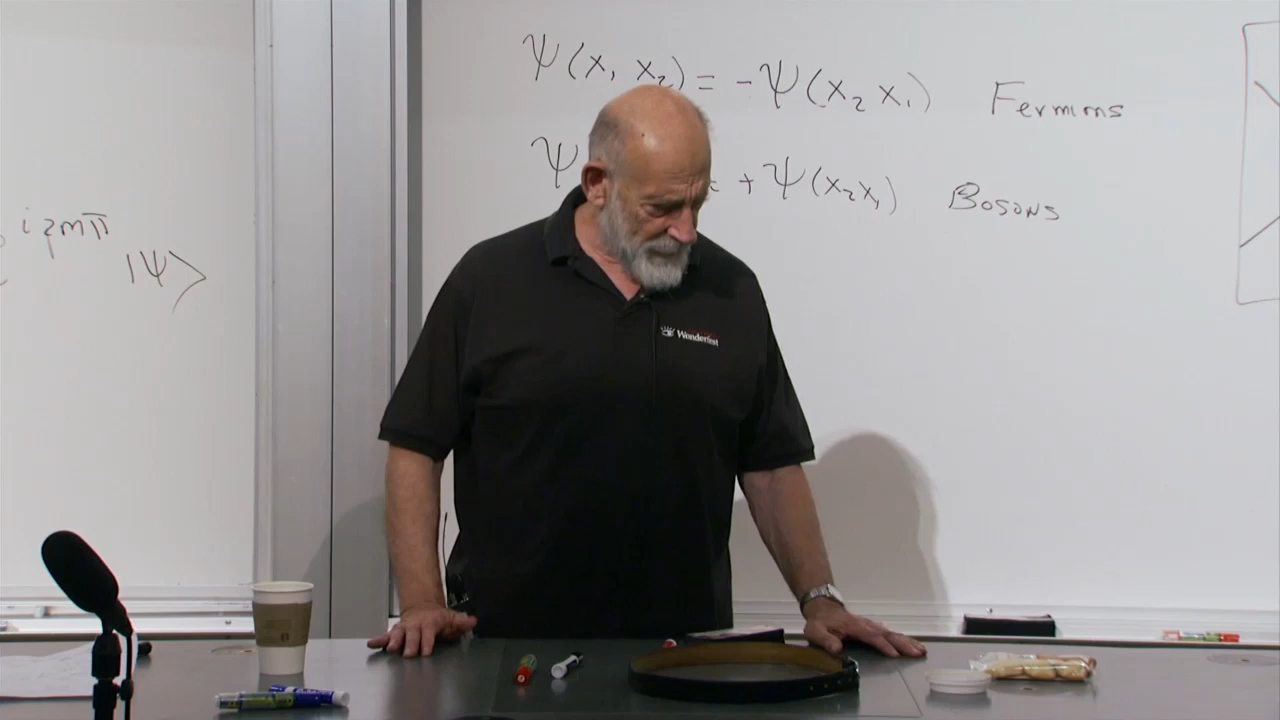 ψ(x, x₂) = -ψ(x₂ x₁) Fermions
ψ = +ψ(x₂x₁) Bosons
i2mπ
|ψ⟩
Wonderfest